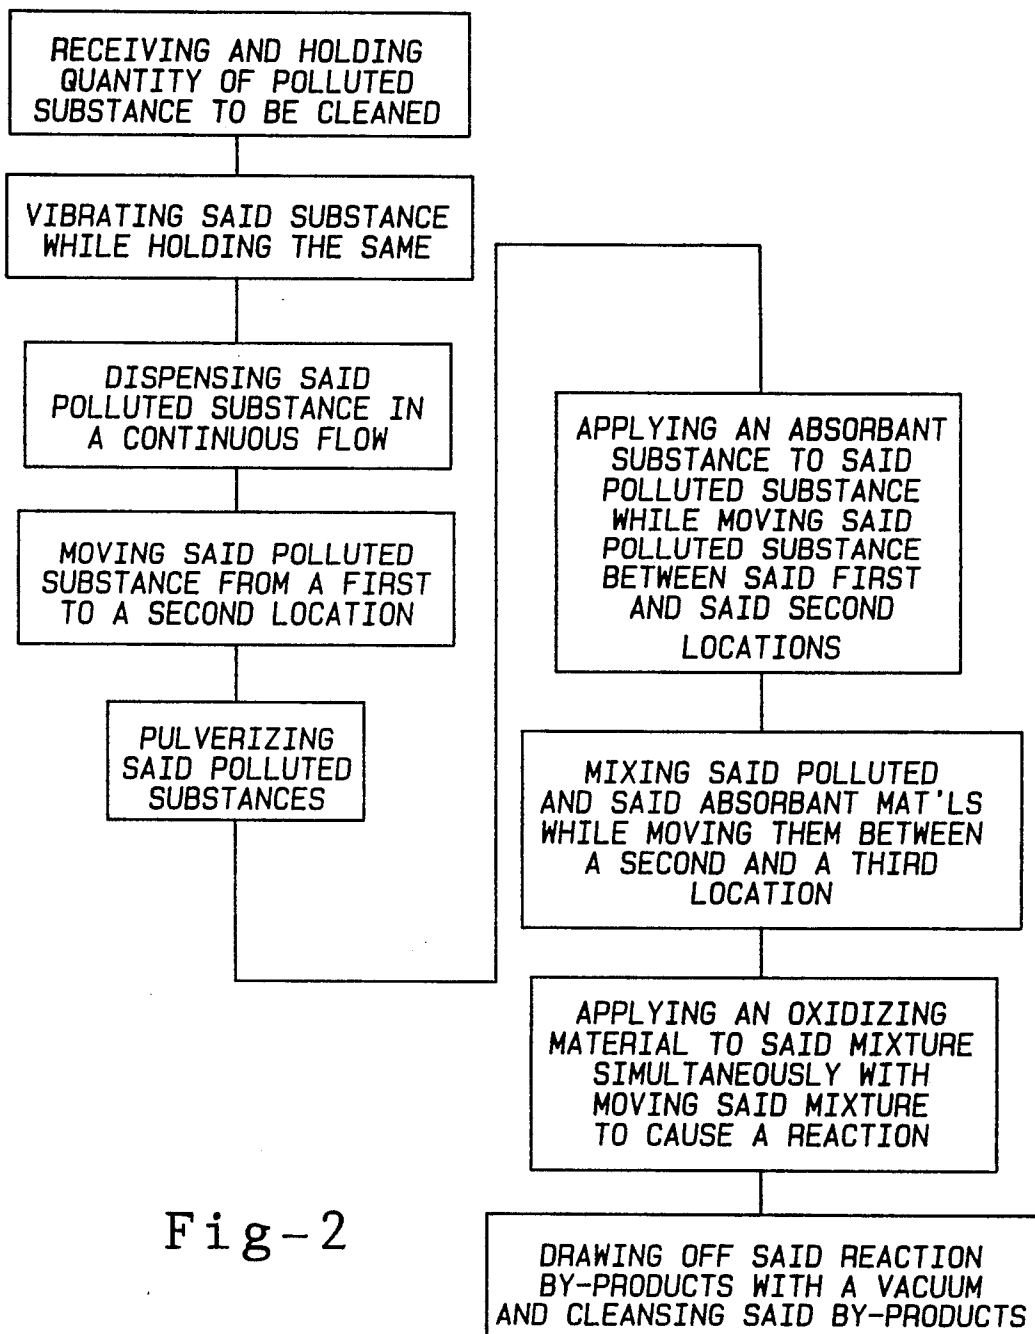 RECEIVING AND HOLDING
QUANTITY OF POLLUTED
SUBSTANCE TO BE CLEANED
VIBRATING SAID SUBSTANCE
WHILE HOLDING THE SAME
DISPENSING SAID
POLLUTED SUBSTANCE IN
A CONTINUOUS FLOW
MOVING SAID POLLUTED
SUBSTANCE FROM A FIRST
TO A SECOND LOCATION
PULVERIZING
SAID POLLUTED
SUBSTANCES
APPLYING AN ABSORBANT
SUBSTANCE TO SAID
POLLUTED SUBSTANCE
WHILE MOVING SAID
POLLUTED SUBSTANCE
BETWEEN SAID FIRST
AND SAID SECOND
LOCATIONS
MIXING SAID POLLUTED
AND SAID ABSORBANT MAT'LS
WHILE MOVING THEM BETWEEN
A SECOND AND A THIRD
LOCATION
APPLYING AN OXIDIZING
MATERIAL TO SAID MIXTURE
SIMULTANEOUSLY WITH
MOVING SAID MIXTURE
TO CAUSE A REACTION
DRAWING OFF SAID REACTION
BY-PRODUCTS WITH A VACUUM
AND CLEANSING SAID BY-PRODUCTS
Fig-2